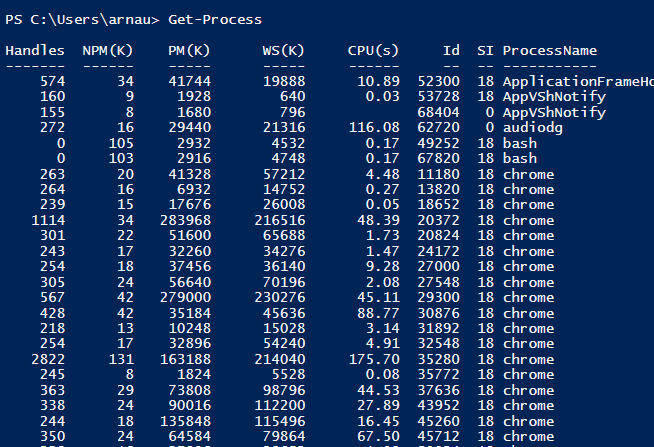 PS C:\Users\arnau> Get-Process
Handles NPM(K) PM(K) WS(K) CPU(s) Id SI ProcessName
------- ------ ----- ----- ------ -- -- -----------
574 34 41744 19888 10.89 52300 18 ApplicationFrameHo
160 9 1928 640 0.03 53728 18 AppVShNotify
155 8 1680 796 68404 0 AppVShNotify
272 16 29440 21316 116.08 62720 0 audiodg
0 105 2932 4532 0.17 49252 18 bash
0 103 2916 4748 0.17 67820 18 bash
263 20 41328 57212 4.48 11180 18 chrome
264 16 6932 14752 0.27 13820 18 chrome
239 15 17676 26008 0.05 18652 18 chrome
1114 34 283968 216516 48.39 20372 18 chrome
301 22 51600 65688 1.73 20824 18 chrome
243 17 32260 34276 1.47 24172 18 chrome
254 18 37456 36140 9.28 27000 18 chrome
305 24 56640 70196 2.08 27548 18 chrome
567 42 279000 230276 45.11 29300 18 chrome
428 42 35184 45636 88.77 30876 18 chrome
218 13 10248 15028 3.14 31892 18 chrome
254 17 32896 54240 4.91 32548 18 chrome
2822 131 163188 214040 175.70 35280 18 chrome
245 8 1824 5528 0.08 35772 18 chrome
363 29 73808 98796 44.53 37636 18 chrome
338 24 90016 112200 27.89 43952 18 chrome
244 18 135848 115496 16.45 45260 18 chrome
350 24 64584 79864 67.50 45712 18 chrome